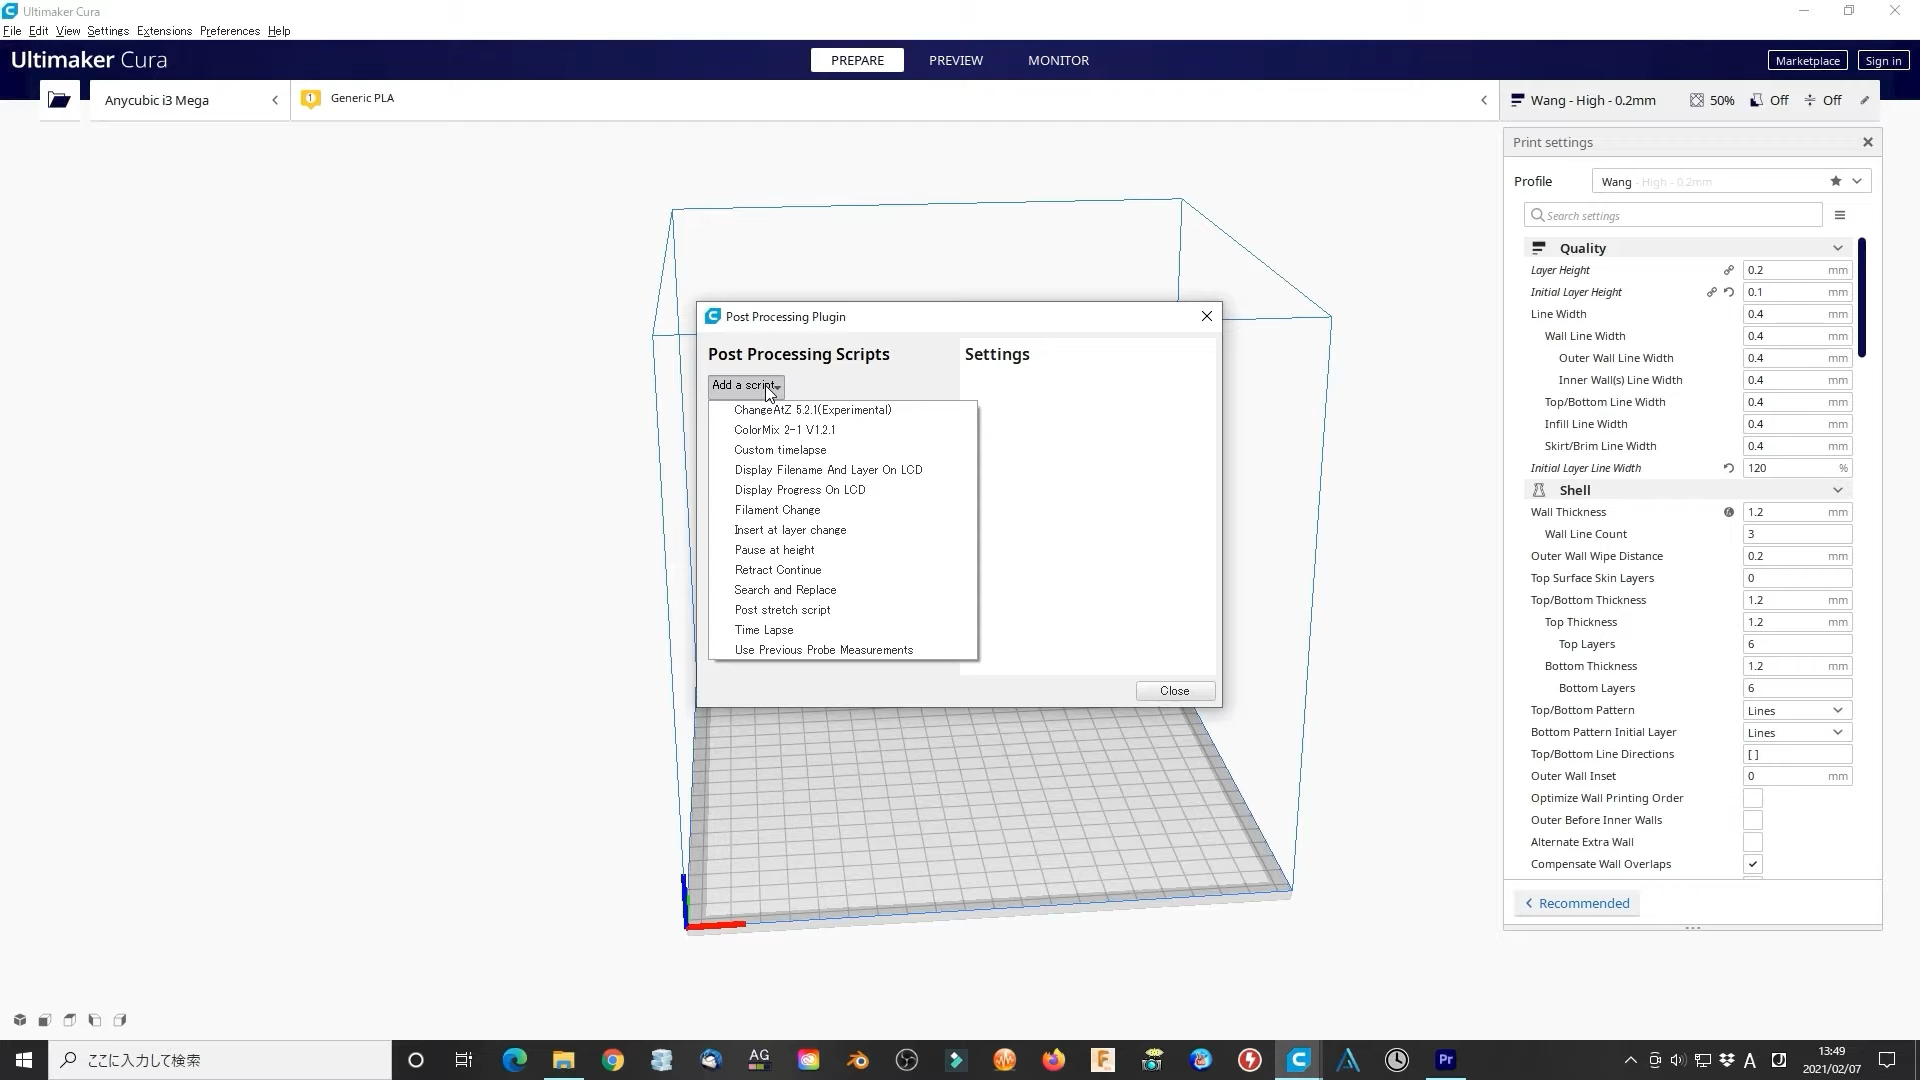 Ultimaker Cura
File Edit View Settings Extensions Preferences Help
Ultimaker Cura
PREPARE
PREVIEW
MONITOR
Marketplace
Sign in
Anycubic i3 Mega
1
Generic PLA
Wang - High - 0.2mm
50%
Off
Off
Print settings
Profile
Wang - High - 0.2mm
Search settings
Quality
Layer Height 0.2 mm
Initial Layer Height 0.1 mm
Line Width 0.4 mm
Wall Line Width 0.4 mm
Outer Wall Line Width 0.4 mm
Inner Wall(s) Line Width 0.4 mm
Top/Bottom Line Width 0.4 mm
Infill Line Width 0.4 mm
Skirt/Brim Line Width 0.4 mm
Initial Layer Line Width 120 %
Shell
Wall Thickness 1.2 mm
Wall Line Count 3
Outer Wall Wipe Distance 0.2 mm
Top Surface Skin Layers 0
Top/Bottom Thickness 1.2 mm
Top Thickness 1.2 mm
Top Layers 6
Bottom Thickness 1.2 mm
Bottom Layers 6
Top/Bottom Pattern Lines
Bottom Pattern Initial Layer Lines
Top/Bottom Line Directions [ ]
Outer Wall Inset 0 mm
Optimize Wall Printing Order
Outer Before Inner Walls
Alternate Extra Wall
Compensate Wall Overlaps
Recommended
Post Processing Plugin
Post Processing Scripts
Settings
Add a script
ChangeAtZ 5.2.1(Experimental)
ColorMix 2-1 V1.2.1
Custom timelapse
Display Filename And Layer On LCD
Display Progress On LCD
Filament Change
Insert at layer change
Pause at height
Retract Continue
Search and Replace
Post stretch script
Time Lapse
Use Previous Probe Measurements
Close
ここに入力して検索
AG
F
Pr
A
13:49
2021/02/07